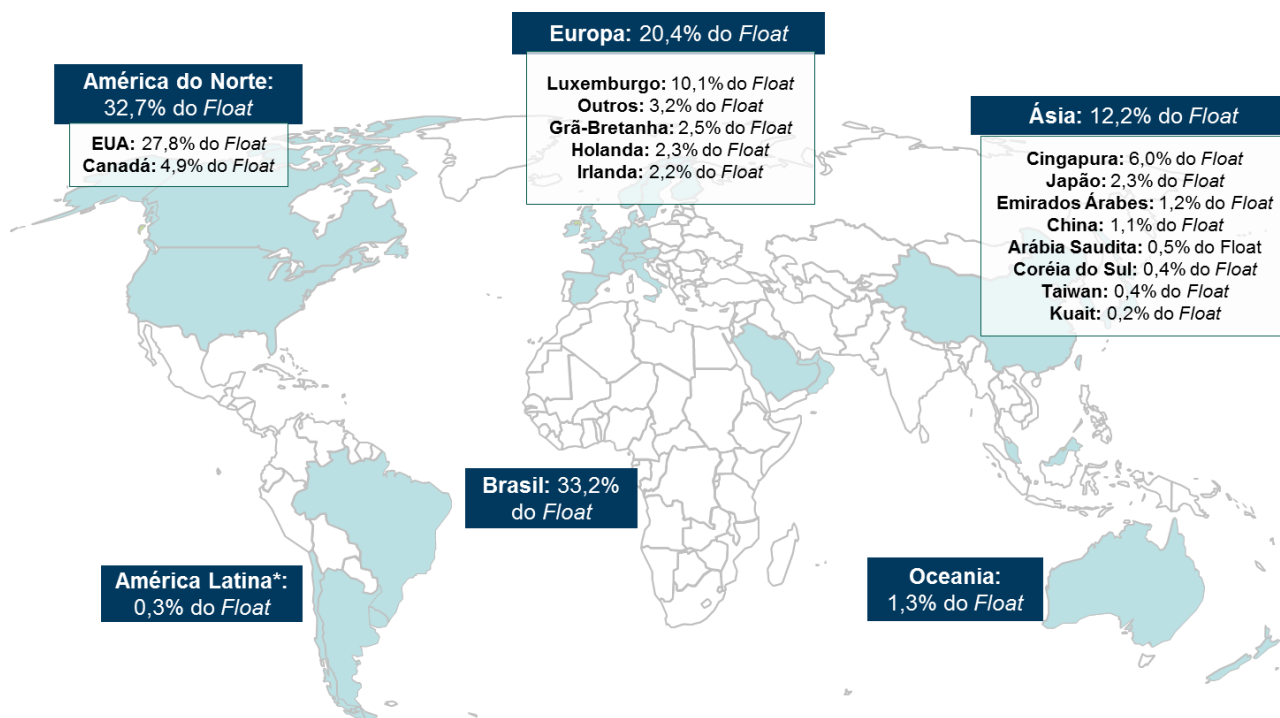 América do Norte:
32,7% do Float
EUA: 27,8% do Float
Canadá: 4,9% do Float
Europa: 20,4% do Float
Luxemburgo: 10,1% do Float
Outros: 3,2% do Float
Grã-Bretanha: 2,5% do Float
Holanda: 2,3% do Float
Irlanda: 2,2% do Float
Ásia: 12,2% do Float
Cingapura: 6,0% do Float
Japão: 2,3% do Float
Emirados Árabes: 1,2% do Float
China: 1,1% do Float
Arábia Saudita: 0,5% do Float
Coréia do Sul: 0,4% do Float
Taiwan: 0,4% do Float
Kuait: 0,2% do Float
Brasil: 33,2%
do Float
América Latina*:
0,3% do Float
Oceania:
1,3% do Float